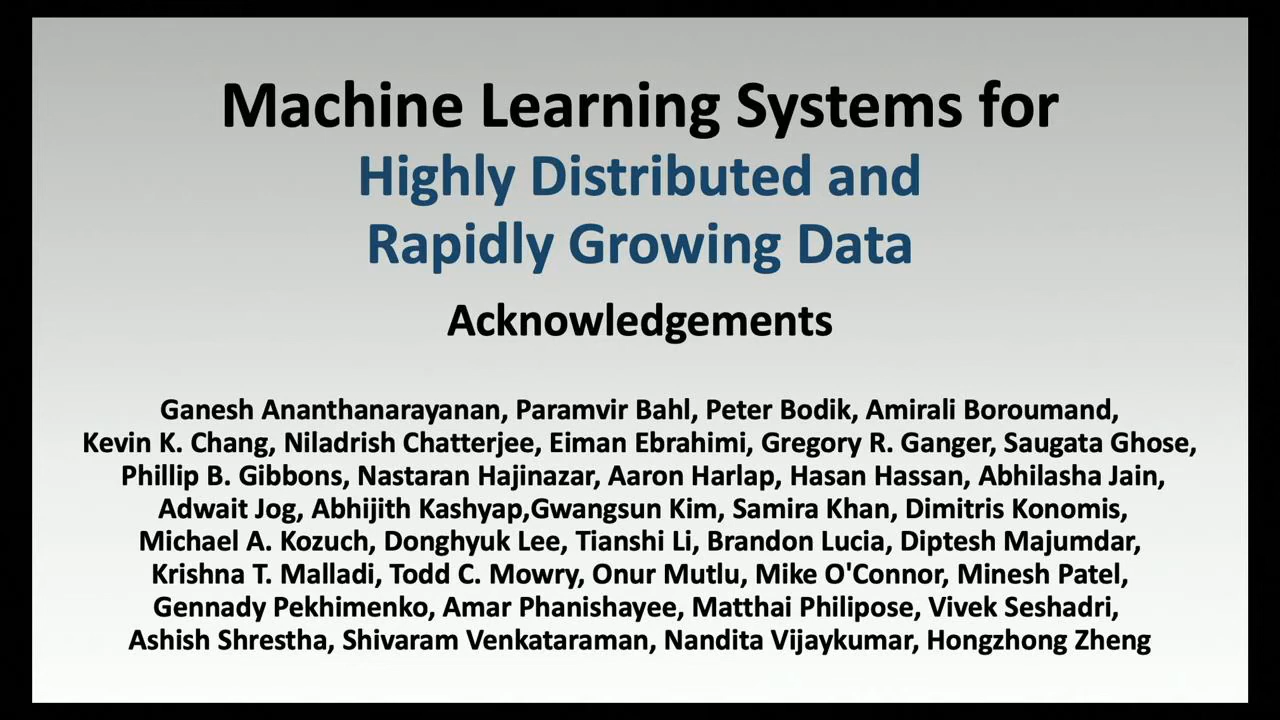 Machine Learning Systems for
Highly Distributed and
Rapidly Growing Data
Acknowledgements
Ganesh Ananthanarayanan, Paramvir Bahl, Peter Bodik, Amirali Boroumand,
Kevin K. Chang, Niladrish Chatterjee, Eiman Ebrahimi, Gregory R. Ganger, Saugata Ghose,
Phillip B. Gibbons, Nastaran Hajinazar, Aaron Harlap, Hasan Hassan, Abhilasha Jain,
Adwait Jog, Abhijith Kashyap,Gwangsun Kim, Samira Khan, Dimitris Konomis,
Michael A. Kozuch, Donghyuk Lee, Tianshi Li, Brandon Lucia, Diptesh Majumdar,
Krishna T. Malladi, Todd C. Mowry, Onur Mutlu, Mike O'Connor, Minesh Patel,
Gennady Pekhimenko, Amar Phanishayee, Matthai Philipose, Vivek Seshadri,
Ashish Shrestha, Shivaram Venkataraman, Nandita Vijaykumar, Hongzhong Zheng